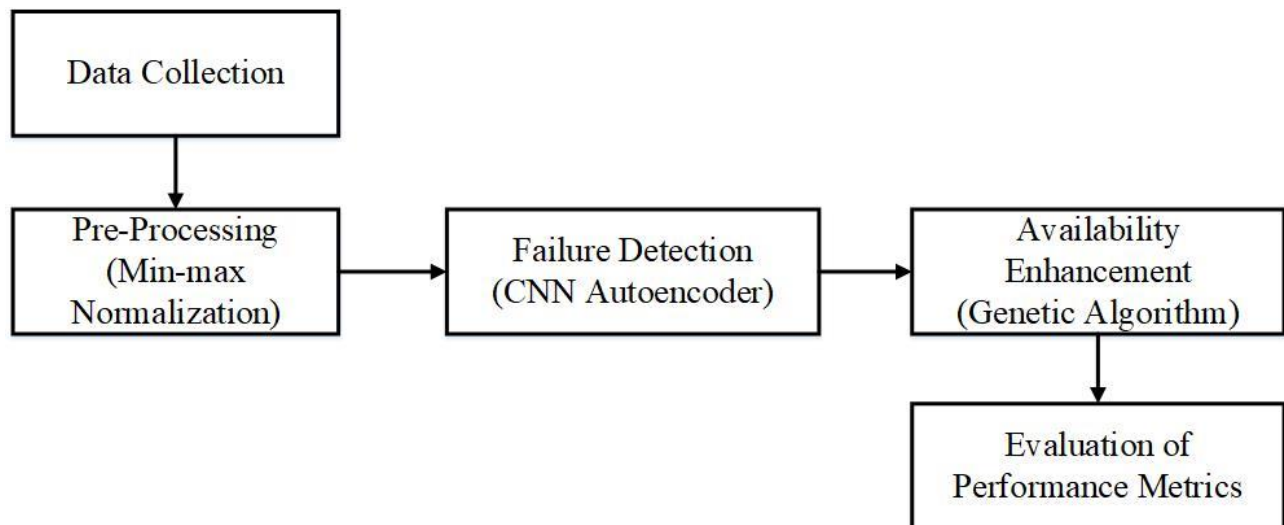 Data Collection
Pre-Processing
(Min-max
Normalization)
Failure Detection
(CNN Autoencoder)
Availability
Enhancement
(Genetic Algorithm)
Evaluation of
Performance Metrics